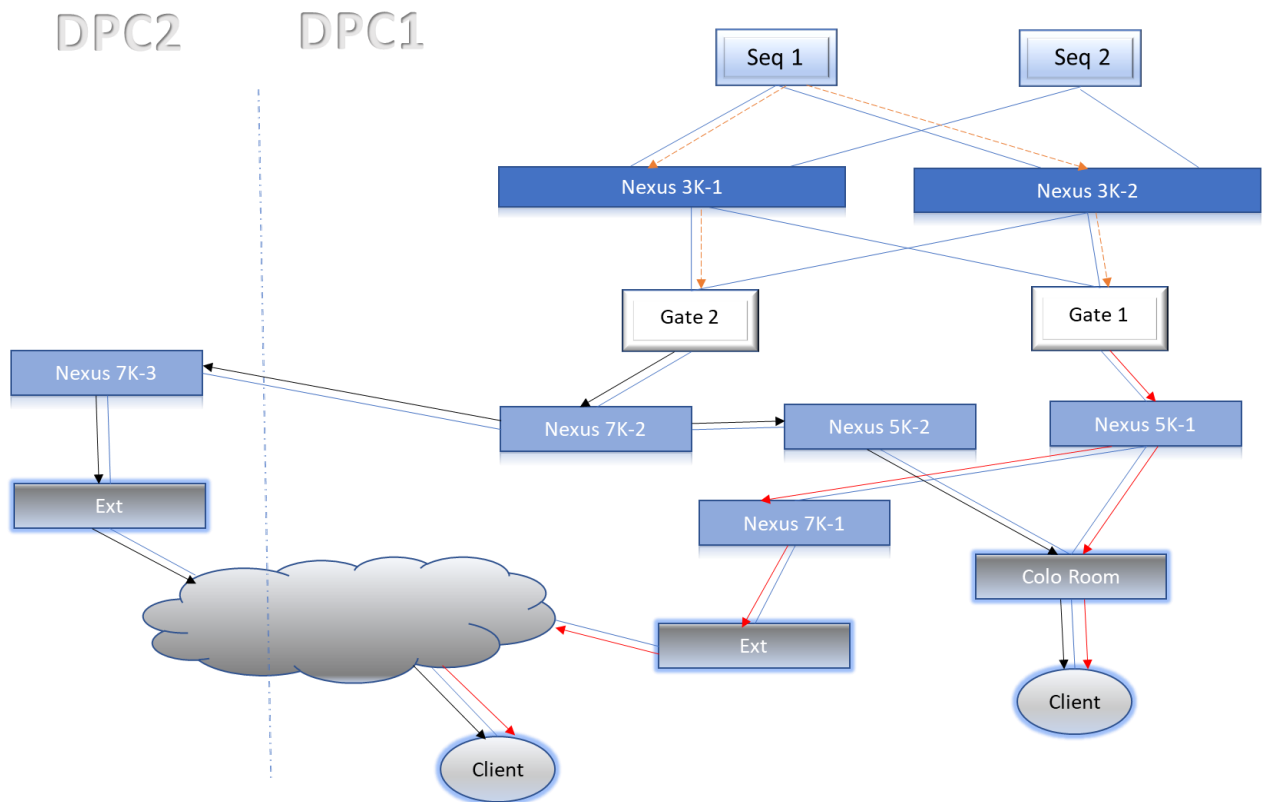 DPC2
DPC1
Seq 1
Seq 2
Nexus 3K-1
Nexus 3K-2
Gate 2
Gate 1
Nexus 7K-3
Nexus 7K-2
Nexus 5K-2
Nexus 5K-1
Ext
Nexus 7K-1
Colo Room
Ext
Client
Client